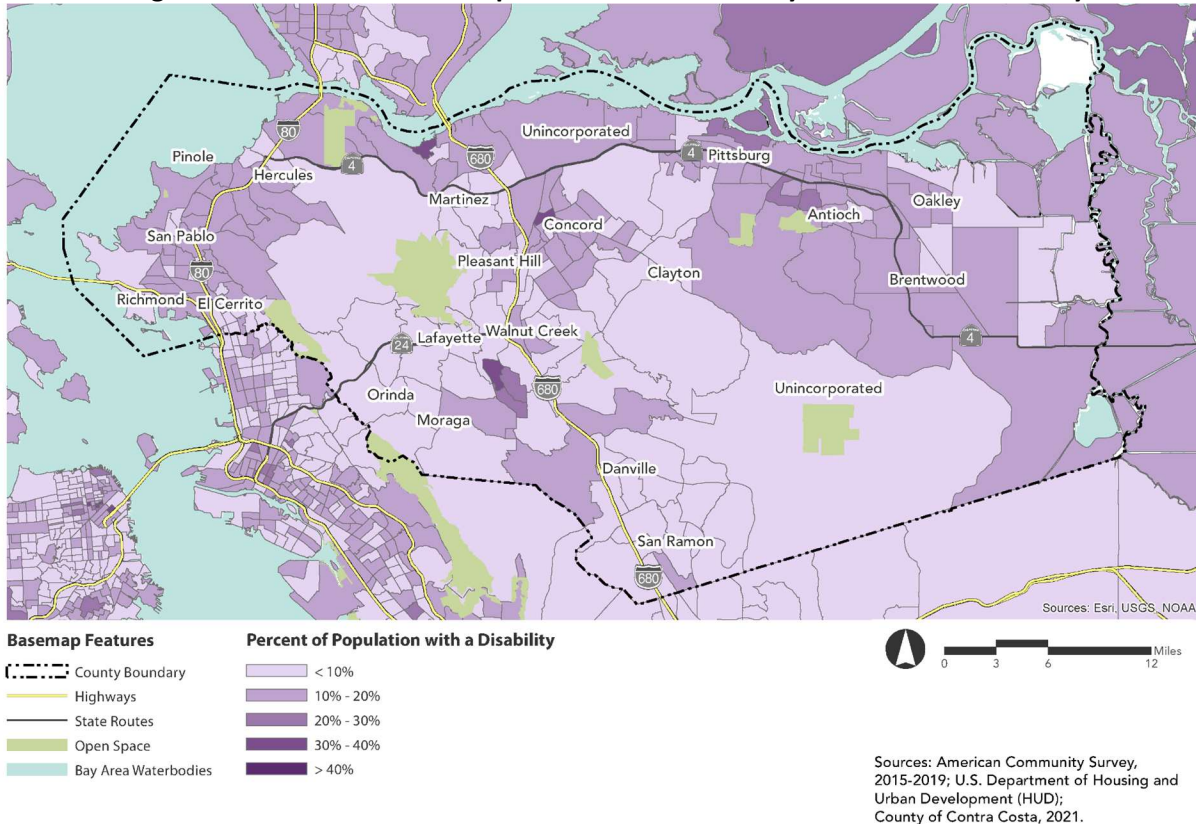 80
Unincorporated
Pinole
4
680
4
Pittsburg
Hercules
Martinez
Oakley
Antioch
San Pablo
Concord
Pleasant Hill
80
Clayton
Brentwood
Richmond
El Cerrito
Lafayette
Walnut Creek
24
4
680
Orinda
Unincorporated
Moraga
Danville
San Ramon
680
Sources: Esri, USGS, NOAA
Basemap Features
County Boundary
Highways
State Routes
Open Space
Bay Area Waterbodies
Percent of Population with a Disability
< 10%
10% - 20%
20% - 30%
30% - 40%
> 40%
Miles
0 3 6 12
Sources: American Community Survey,
2015-2019; U.S. Department of Housing and
Urban Development (HUD);
County of Contra Costa, 2021.